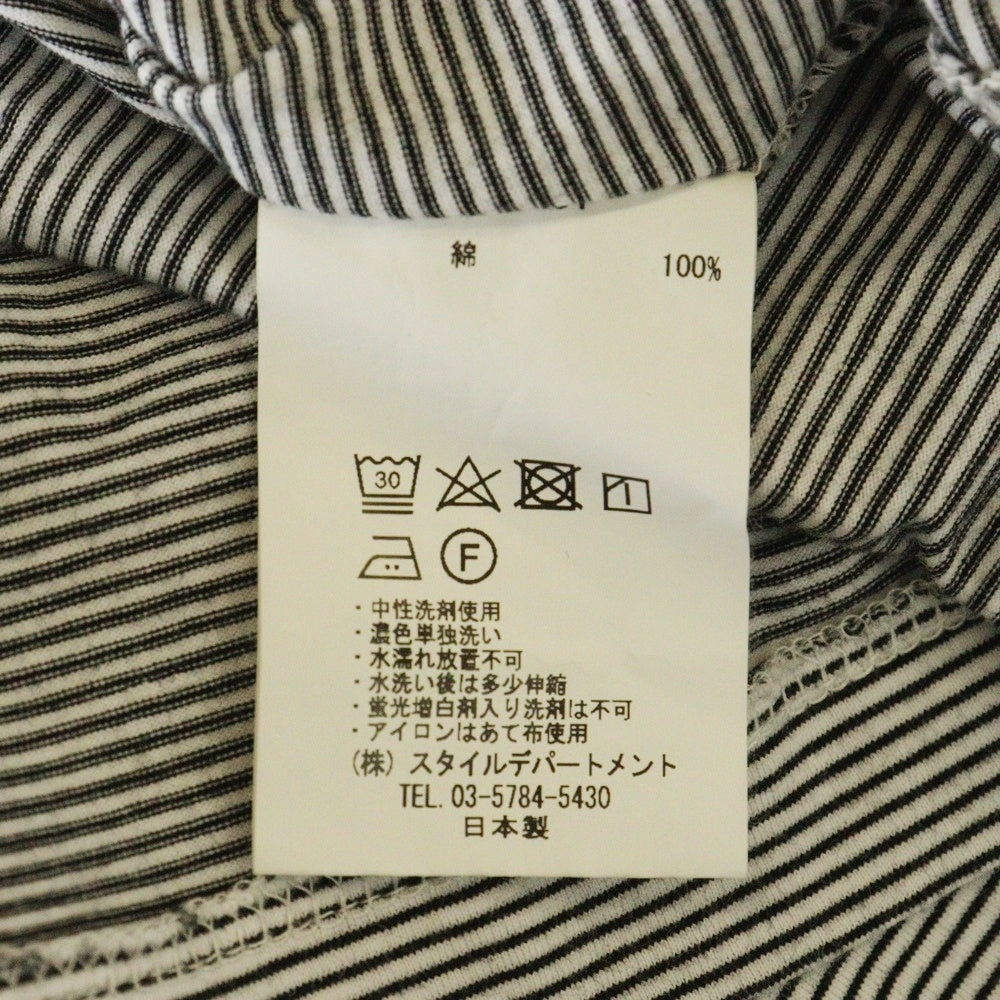 綿 100%
30
F
・中性洗剤使用
・濃色単独洗い
・水濡れ放置不可
・水洗い後は多少伸縮
・蛍光増白剤入り洗剤は不可
・アイロンはあて布使用
(株) スタイルデパートメント
TEL. 03-5784-5430
日本製